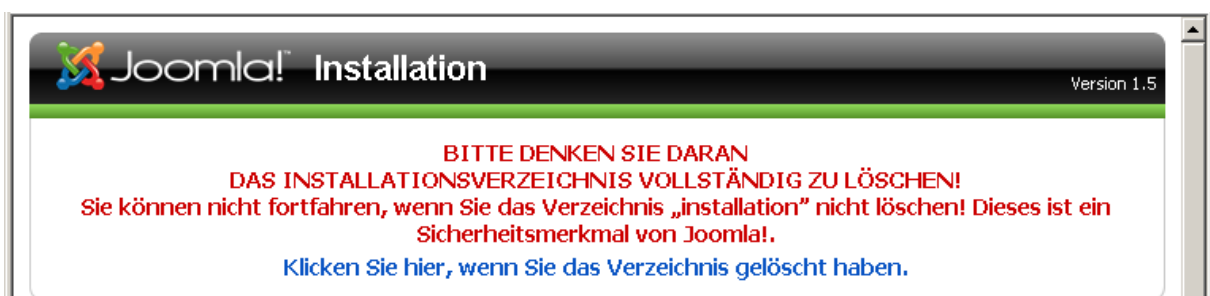 Joomla!™ Installation
Version 1.5
BITTE DENKEN SIE DARAN
DAS INSTALLATIONSVERZEICHNIS VOLLSTÄNDIG ZU LÖSCHEN!
Sie können nicht fortfahren, wenn Sie das Verzeichnis „installation” nicht löschen! Dieses ist ein
Sicherheitsmerkmal von Joomla!.
Klicken Sie hier, wenn Sie das Verzeichnis gelöscht haben.